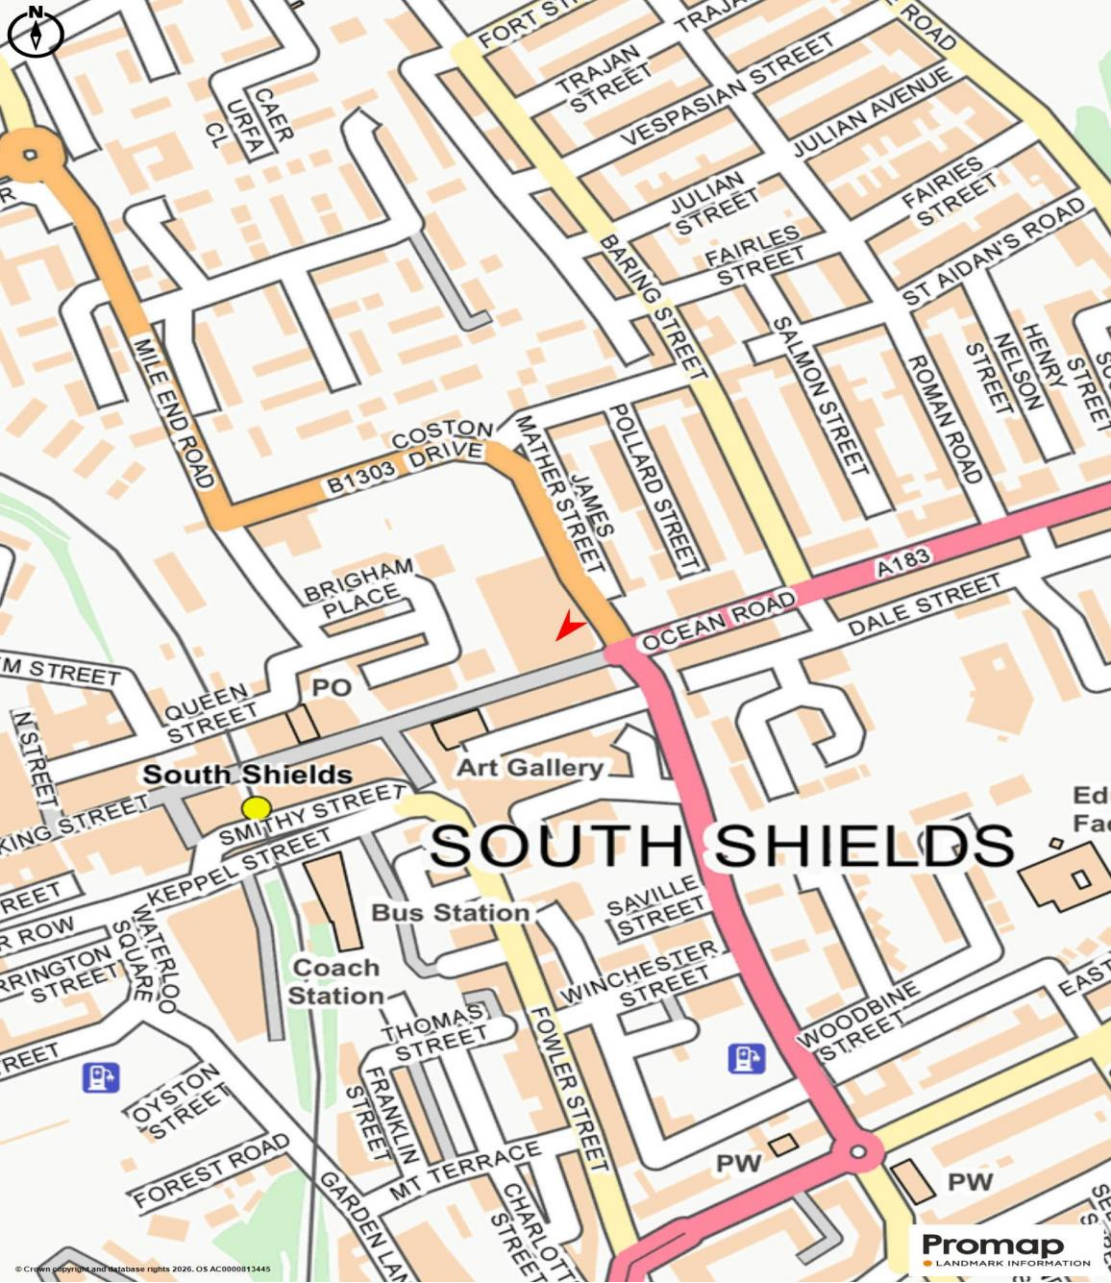 N
FORT ST
TRAJA
ROAD
TRAJAN
STREET
VESPASIAN STREET
JULIAN AVENUE
CAER
URFA
CL
R
JULIAN
STREET
FAIRIES
STREET
FAIRLES
STREET
ST AIDAN'S ROAD
BARING STREET
SALMON STREET
ROMAN ROAD
HENRY
NELSON
STREET
STREET
MILE END ROAD
COSTON
DRIVE
B1303
MATHER STREET
JAMES
POLLARD STREET
A183
OCEAN ROAD
DALE STREET
BRIGHAM
PLACE
M STREET
QUEEN
STREET
PO
N STREET
South Shields
Art Gallery
KING STREET
SMITHY STREET
KEPPEL STREET
SOUTH SHIELDS
Ed
Fac
REET
R ROW
RRINGTON
STREET
WATERLOO
SQUARE
Bus Station
SAVILLE
STREET
Coach
Station
WINCHESTER
STREET
EAST
WOODBINE
STREET
THOMAS
STREET
FOWLER STREET
REET
OYSTON
STREET
FRANKLIN
STREET
FOREST ROAD
MT TERRACE
GARDEN LAN
CHARLOTT
STREET
PW
PW
Promap
LANDMARK INFORMATION
© Crown copyright and database rights 2026. OS AC0000813445